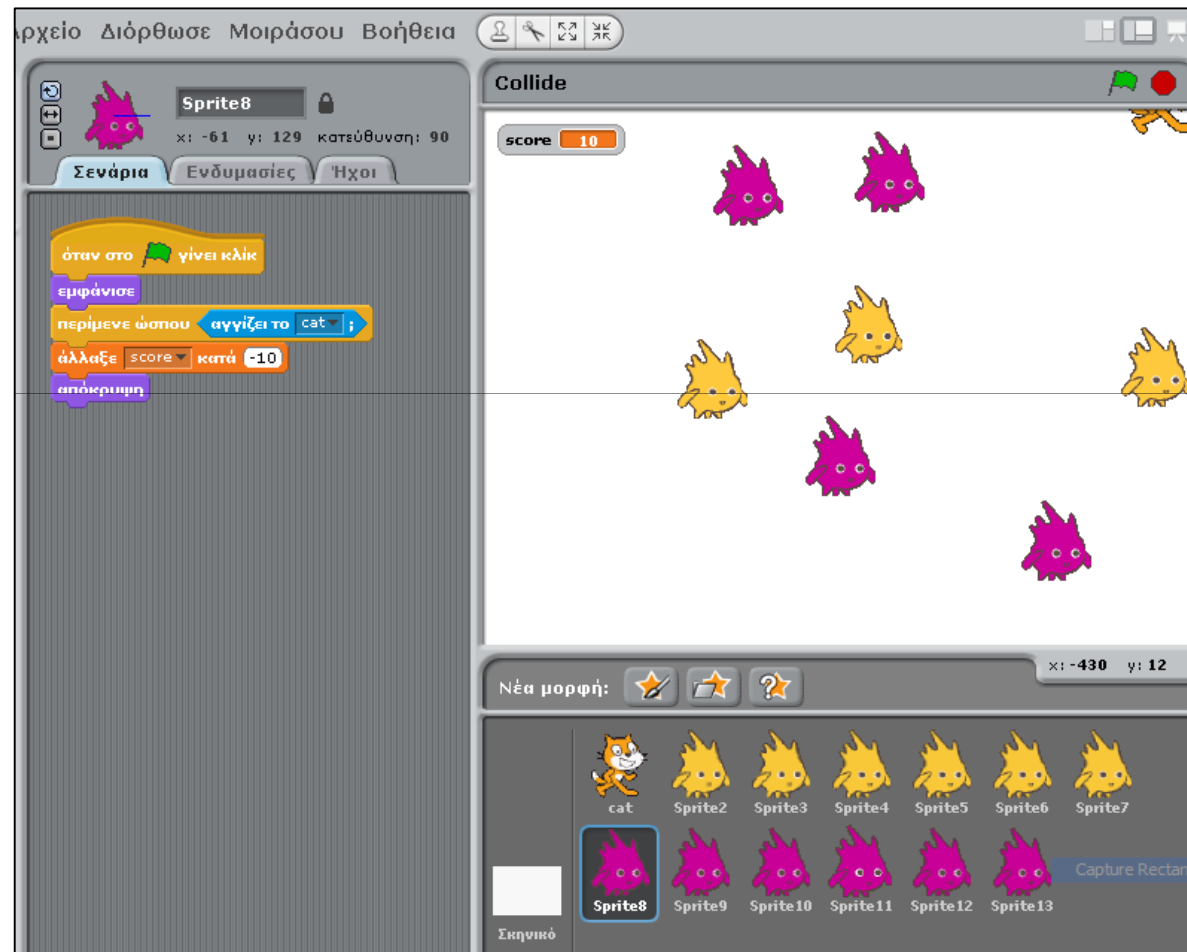 ρχείο Διόρθωσε Μοιράσου Βοήθεια
Sprite8
x: -61 y: 129 κατεύθυνση: 90
Σενάρια Ενδυμασίες Ήχοι
όταν στο γίνει κλίκ
εμφάνισε
περίμενε ώσπου αγγίζει το cat ;
άλλαξε score κατά -10
απόκρυψη
Collide
score 10
x: -430 y: 12
Νέα μορφή:
cat Sprite2 Sprite3 Sprite4 Sprite5 Sprite6 Sprite7
Sprite8 Sprite9 Sprite10 Sprite11 Sprite12 Sprite13
Capture Rectan
Σκηνικό